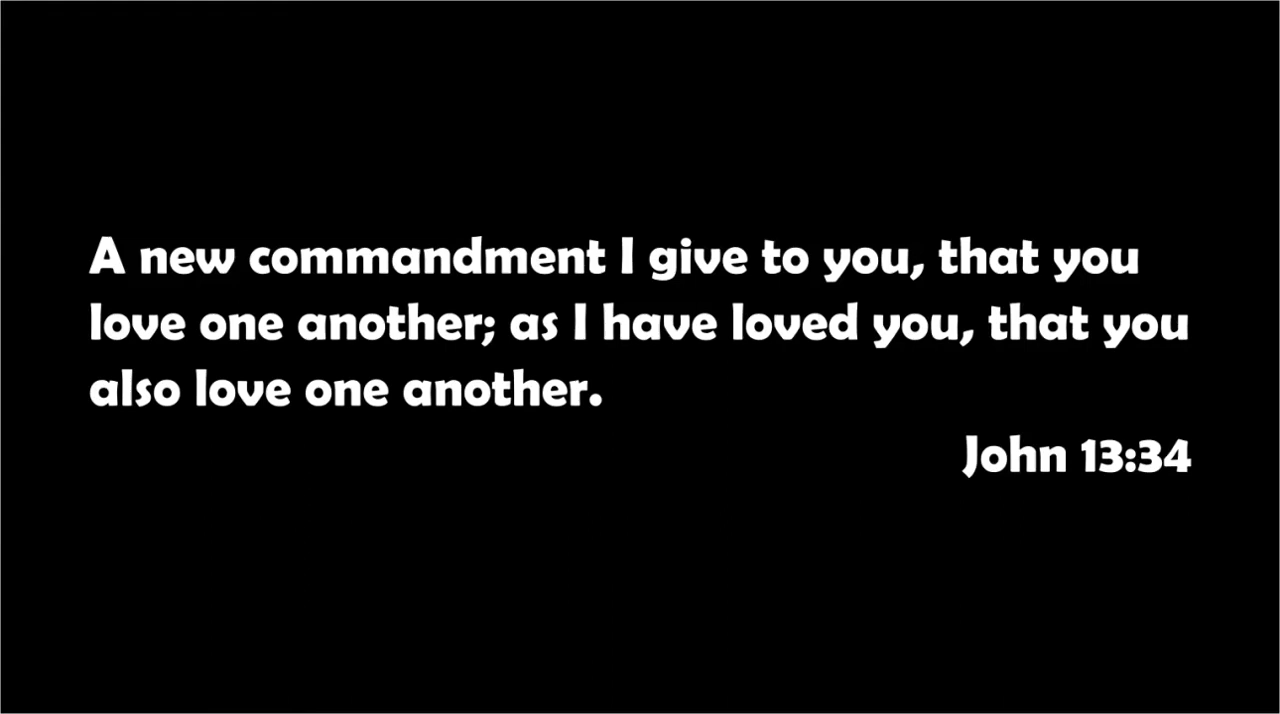 A new commandment I give to you, that you
love one another; as I have loved you, that you
also love one another.
John 13:34